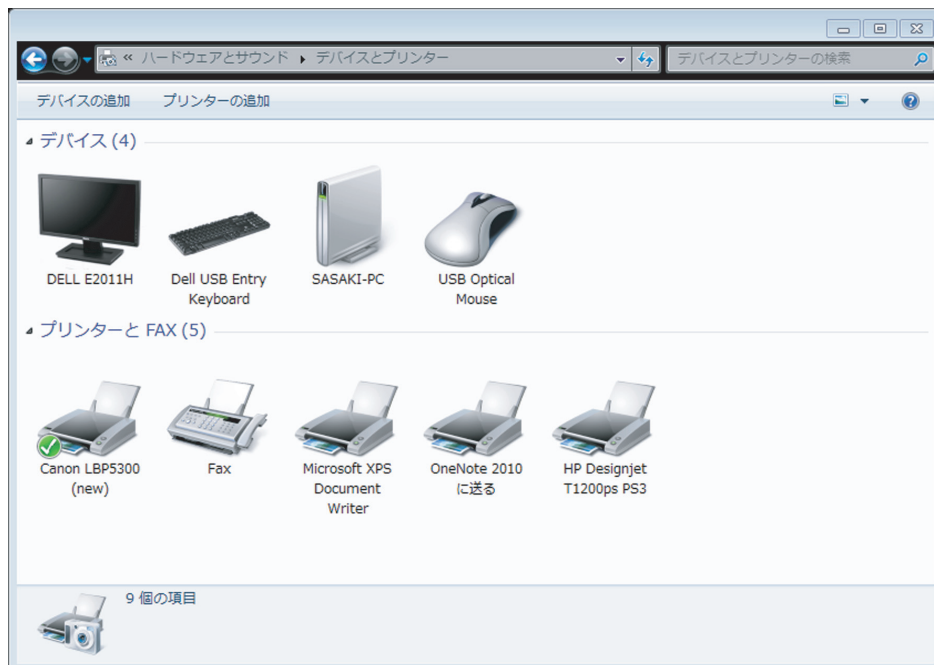 « ハードウェアとサウンド ▸ デバイスとプリンター
デバイスとプリンターの検索
デバイスの追加 プリンターの追加
デバイス (4)
DELL E2011H
Dell USB Entry
Keyboard
SASAKI-PC
USB Optical
Mouse
プリンターと FAX (5)
Canon LBP5300
(new)
Fax
Microsoft XPS
Document
Writer
OneNote 2010
に送る
HP Designjet
T1200ps PS3
9 個の項目